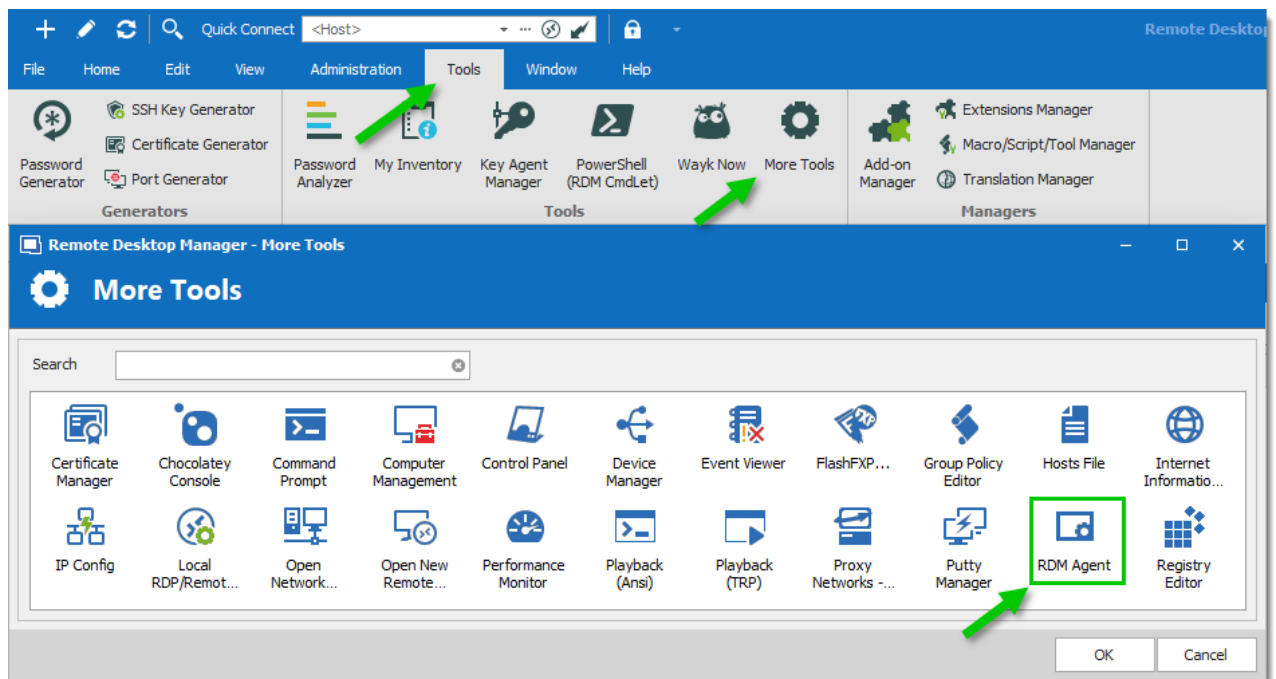 Quick Connect <Host>
Remote Deskto
File Home Edit View Administration Tools Window Help
SSH Key Generator
Certificate Generator
Port Generator
Password
Generator
Generators
Password
Analyzer
My Inventory
Key Agent
Manager
PowerShell
(RDM CmdLet)
Wayk Now
More Tools
Tools
Add-on
Manager
Extensions Manager
Macro/Script/Tool Manager
Translation Manager
Managers
Remote Desktop Manager - More Tools
More Tools
Search
Certificate
Manager
Chocolatey
Console
Command
Prompt
Computer
Management
Control Panel
Device
Manager
Event Viewer
FlashFXP...
Group Policy
Editor
Hosts File
Internet
Informatio...
IP Config
Local
RDP/Remot...
Open
Network...
Open New
Remote...
Performance
Monitor
Playback
(Ansi)
Playback
(TRP)
Proxy
Networks -...
Putty
Manager
RDM Agent
Registry
Editor
OK
Cancel